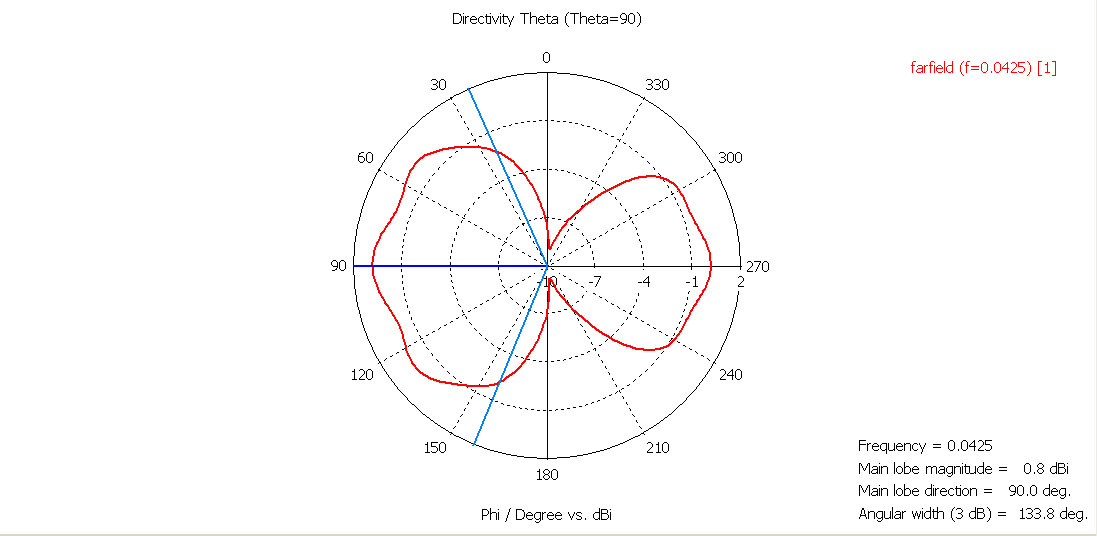 Directivity Theta (Theta=90)
farfield (f=0.0425) [1]
0
30
330
60
300
90
270
-10
-7
-4
-1
2
120
240
150
210
180
Frequency = 0.0425
Main lobe magnitude = 0.8 dBi
Main lobe direction = 90.0 deg.
Angular width (3 dB) = 133.8 deg.
Phi / Degree vs. dBi